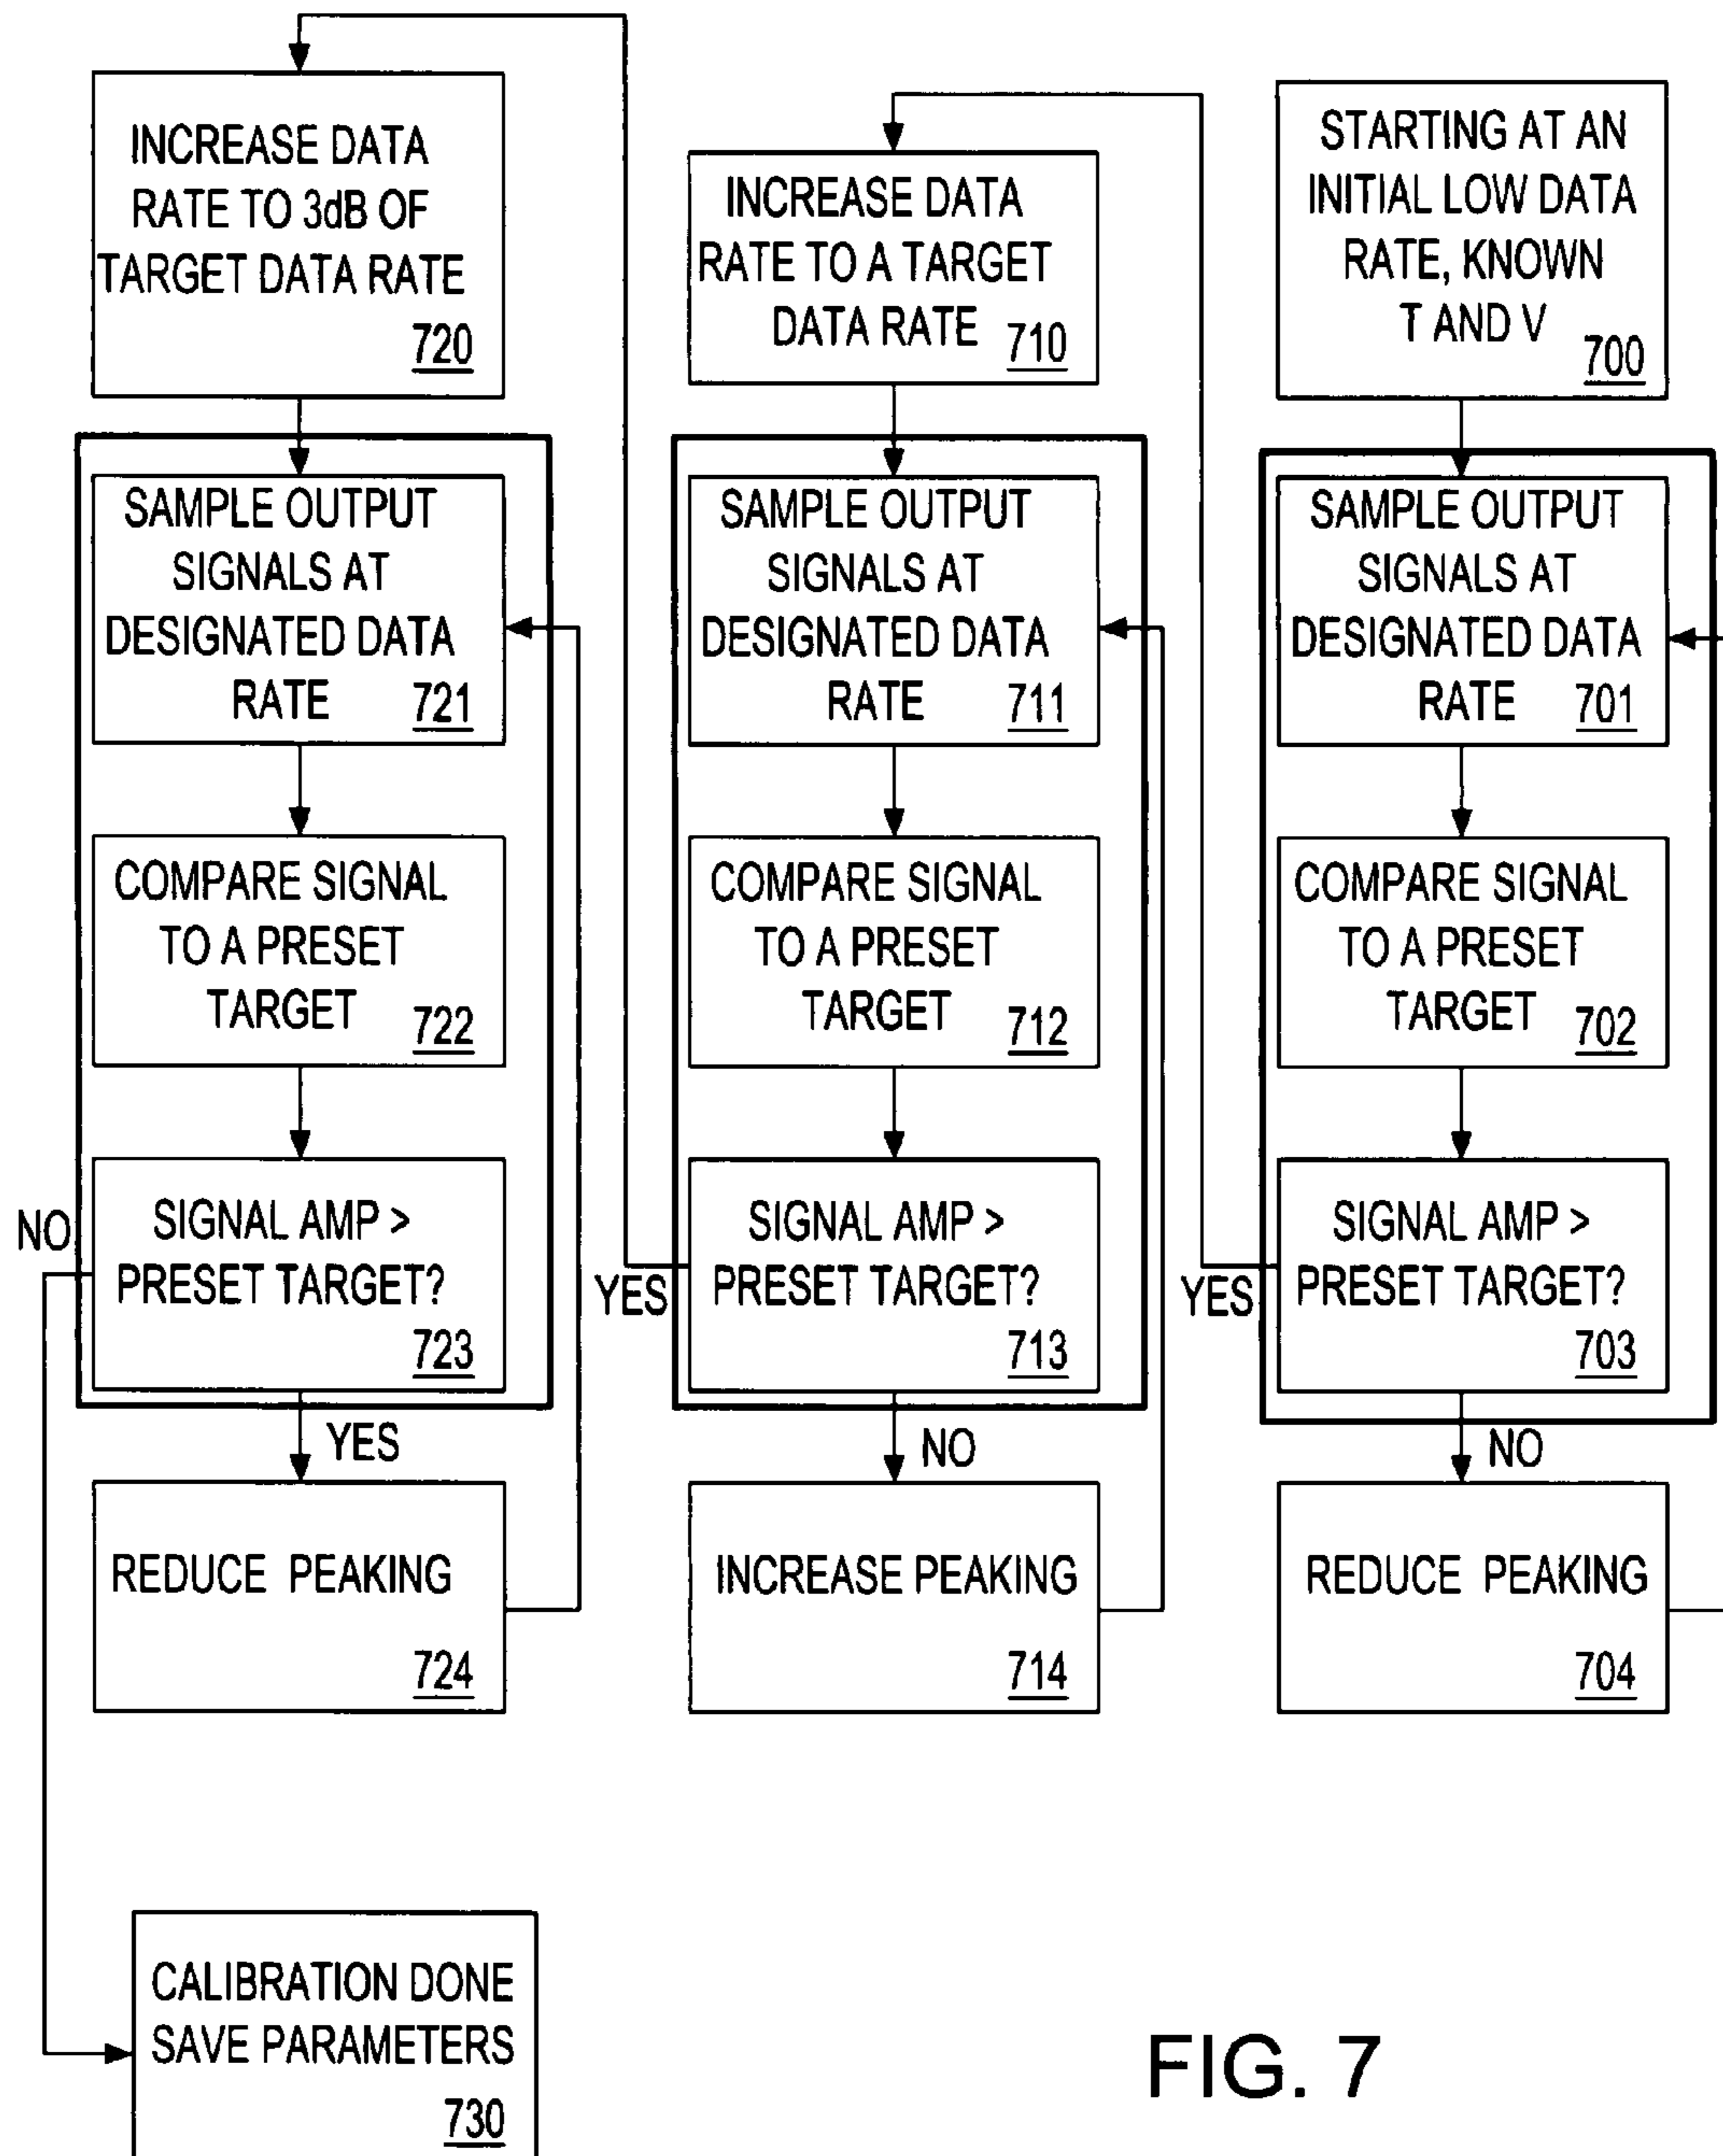 INCREASE DATA
RATE TO 3dB OF
TARGET DATA RATE
720
SAMPLE OUTPUT
SIGNALS AT
DESIGNATED DATA
RATE 721
COMPARE SIGNAL
TO A PRESET
TARGET 722
SIGNAL AMP >
PRESET TARGET?
723
NO
YES
REDUCE PEAKING
724
CALIBRATION DONE
SAVE PARAMETERS
730
INCREASE DATA
RATE TO A TARGET
DATA RATE 710
SAMPLE OUTPUT
SIGNALS AT
DESIGNATED DATA
RATE 711
COMPARE SIGNAL
TO A PRESET
TARGET 712
SIGNAL AMP >
PRESET TARGET?
713
YES
NO
INCREASE PEAKING
714
STARTING AT AN
INITIAL LOW DATA
RATE, KNOWN
T AND V 700
SAMPLE OUTPUT
SIGNALS AT
DESIGNATED DATA
RATE 701
COMPARE SIGNAL
TO A PRESET
TARGET 702
SIGNAL AMP >
PRESET TARGET?
703
YES
NO
REDUCE PEAKING
704
FIG. 7